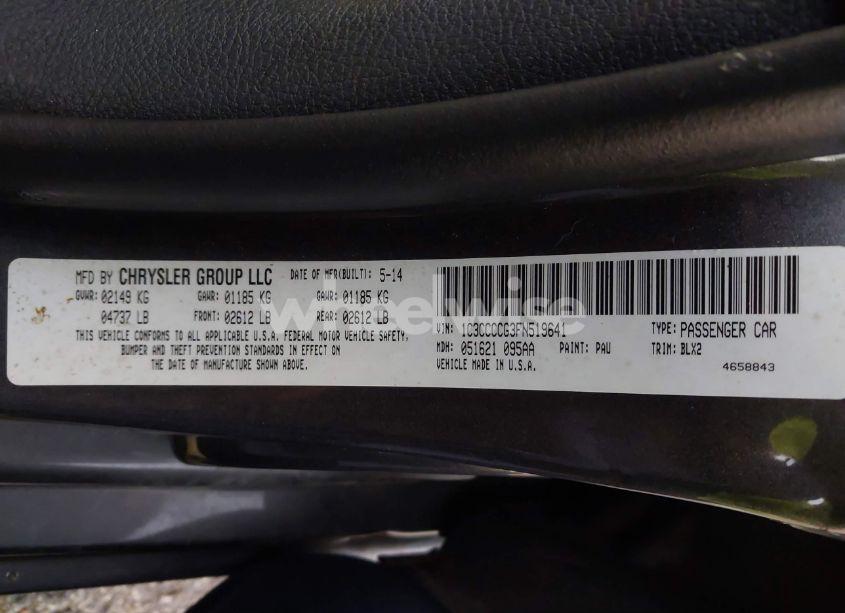 MFD BY CHRYSLER GROUP LLC DATE OF MFR(BUILT): 5-14
GVWR: 02149 KG GAWR: 01185 KG GAWR: 01185 KG
04737 LB FRONT: 02612 LB REAR: 02612 LB
THIS VEHICLE CONFORMS TO ALL APPLICABLE U.S.A. FEDERAL MOTOR VEHICLE SAFETY,
BUMPER AND THEFT PREVENTION STANDARDS IN EFFECT ON
THE DATE OF MANUFACTURE SHOWN ABOVE.
VIN: 1C3CCCCG3FN519641 TYPE: PASSENGER CAR
MDH: 051621 095AA PAINT: PAU TRIM: BLX2
VEHICLE MADE IN U.S.A. 4658843
wheelwise